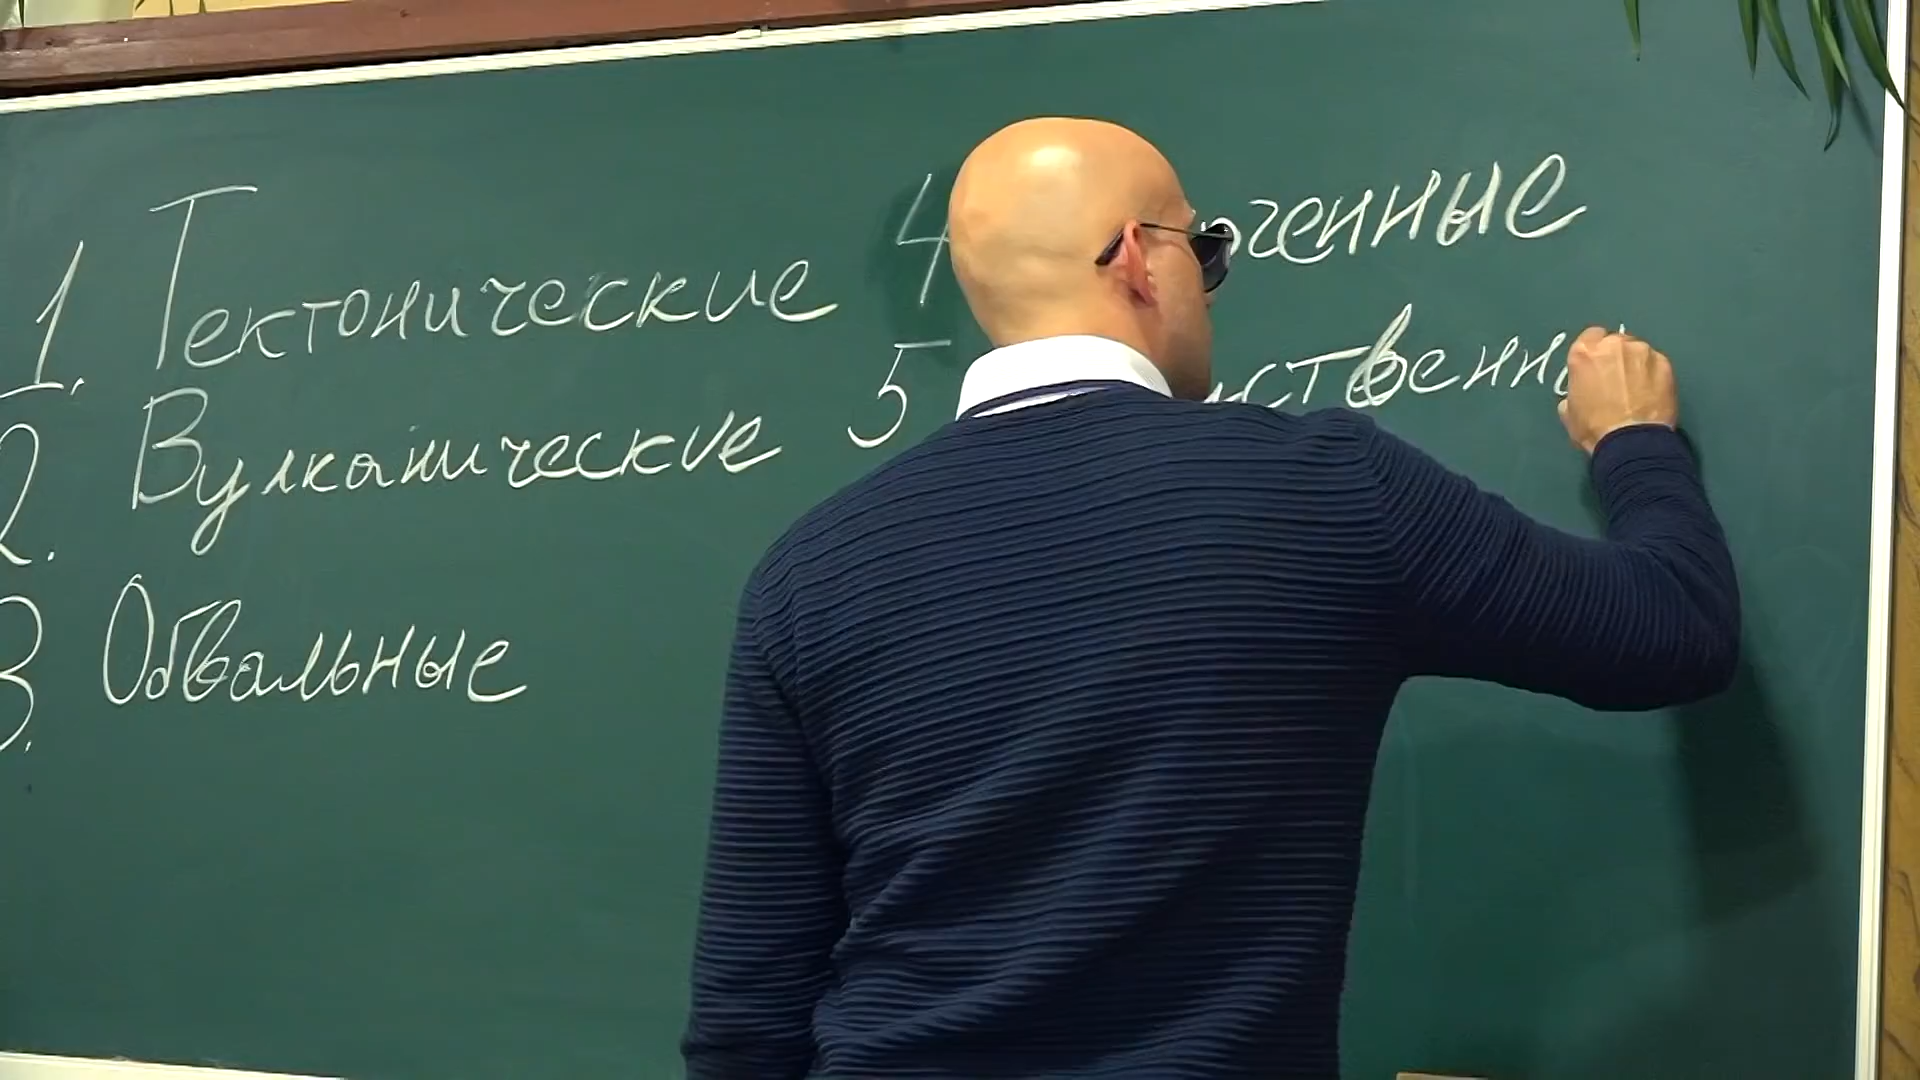 1. Тектонические
2. Вулканические
3. Обвальные
4
5